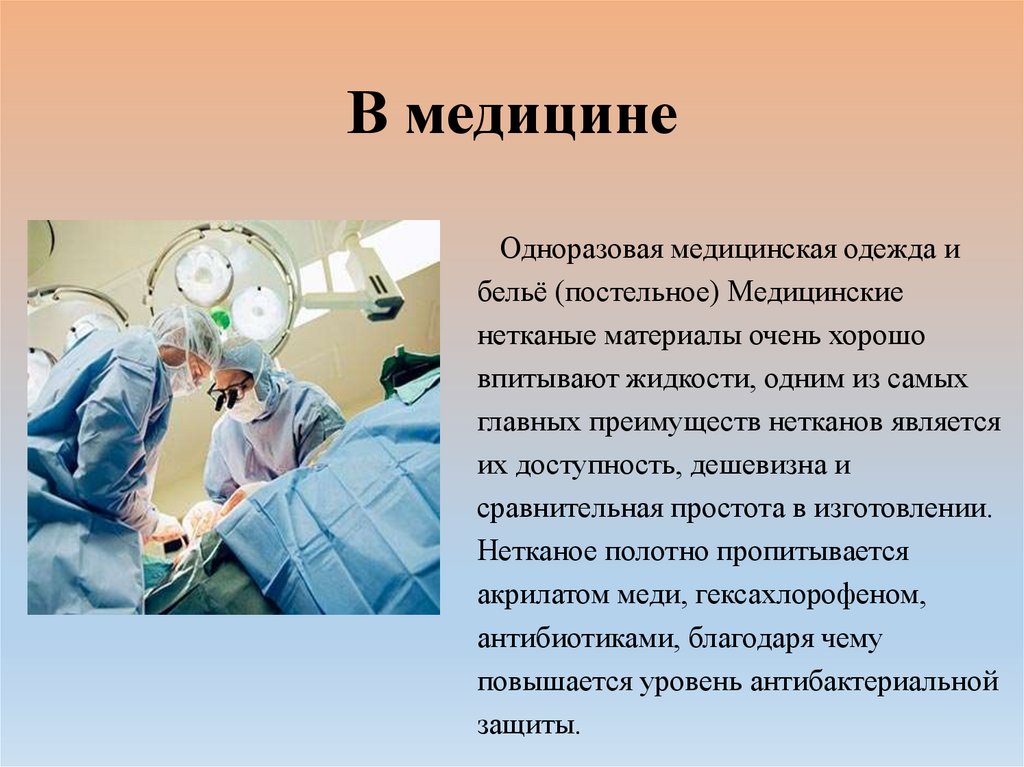 В медицине
Одноразовая медицинская одежда и
бельё (постельное) Медицинские
нетканые материалы очень хорошо
впитывают жидкости, одним из самых
главных преимуществ нетканов является
их доступность, дешевизна и
сравнительная простота в изготовлении.
Нетканое полотно пропитывается
акрилатом меди, гексахлорофеном,
антибиотиками, благодаря чему
повышается уровень антибактериальной
защиты.